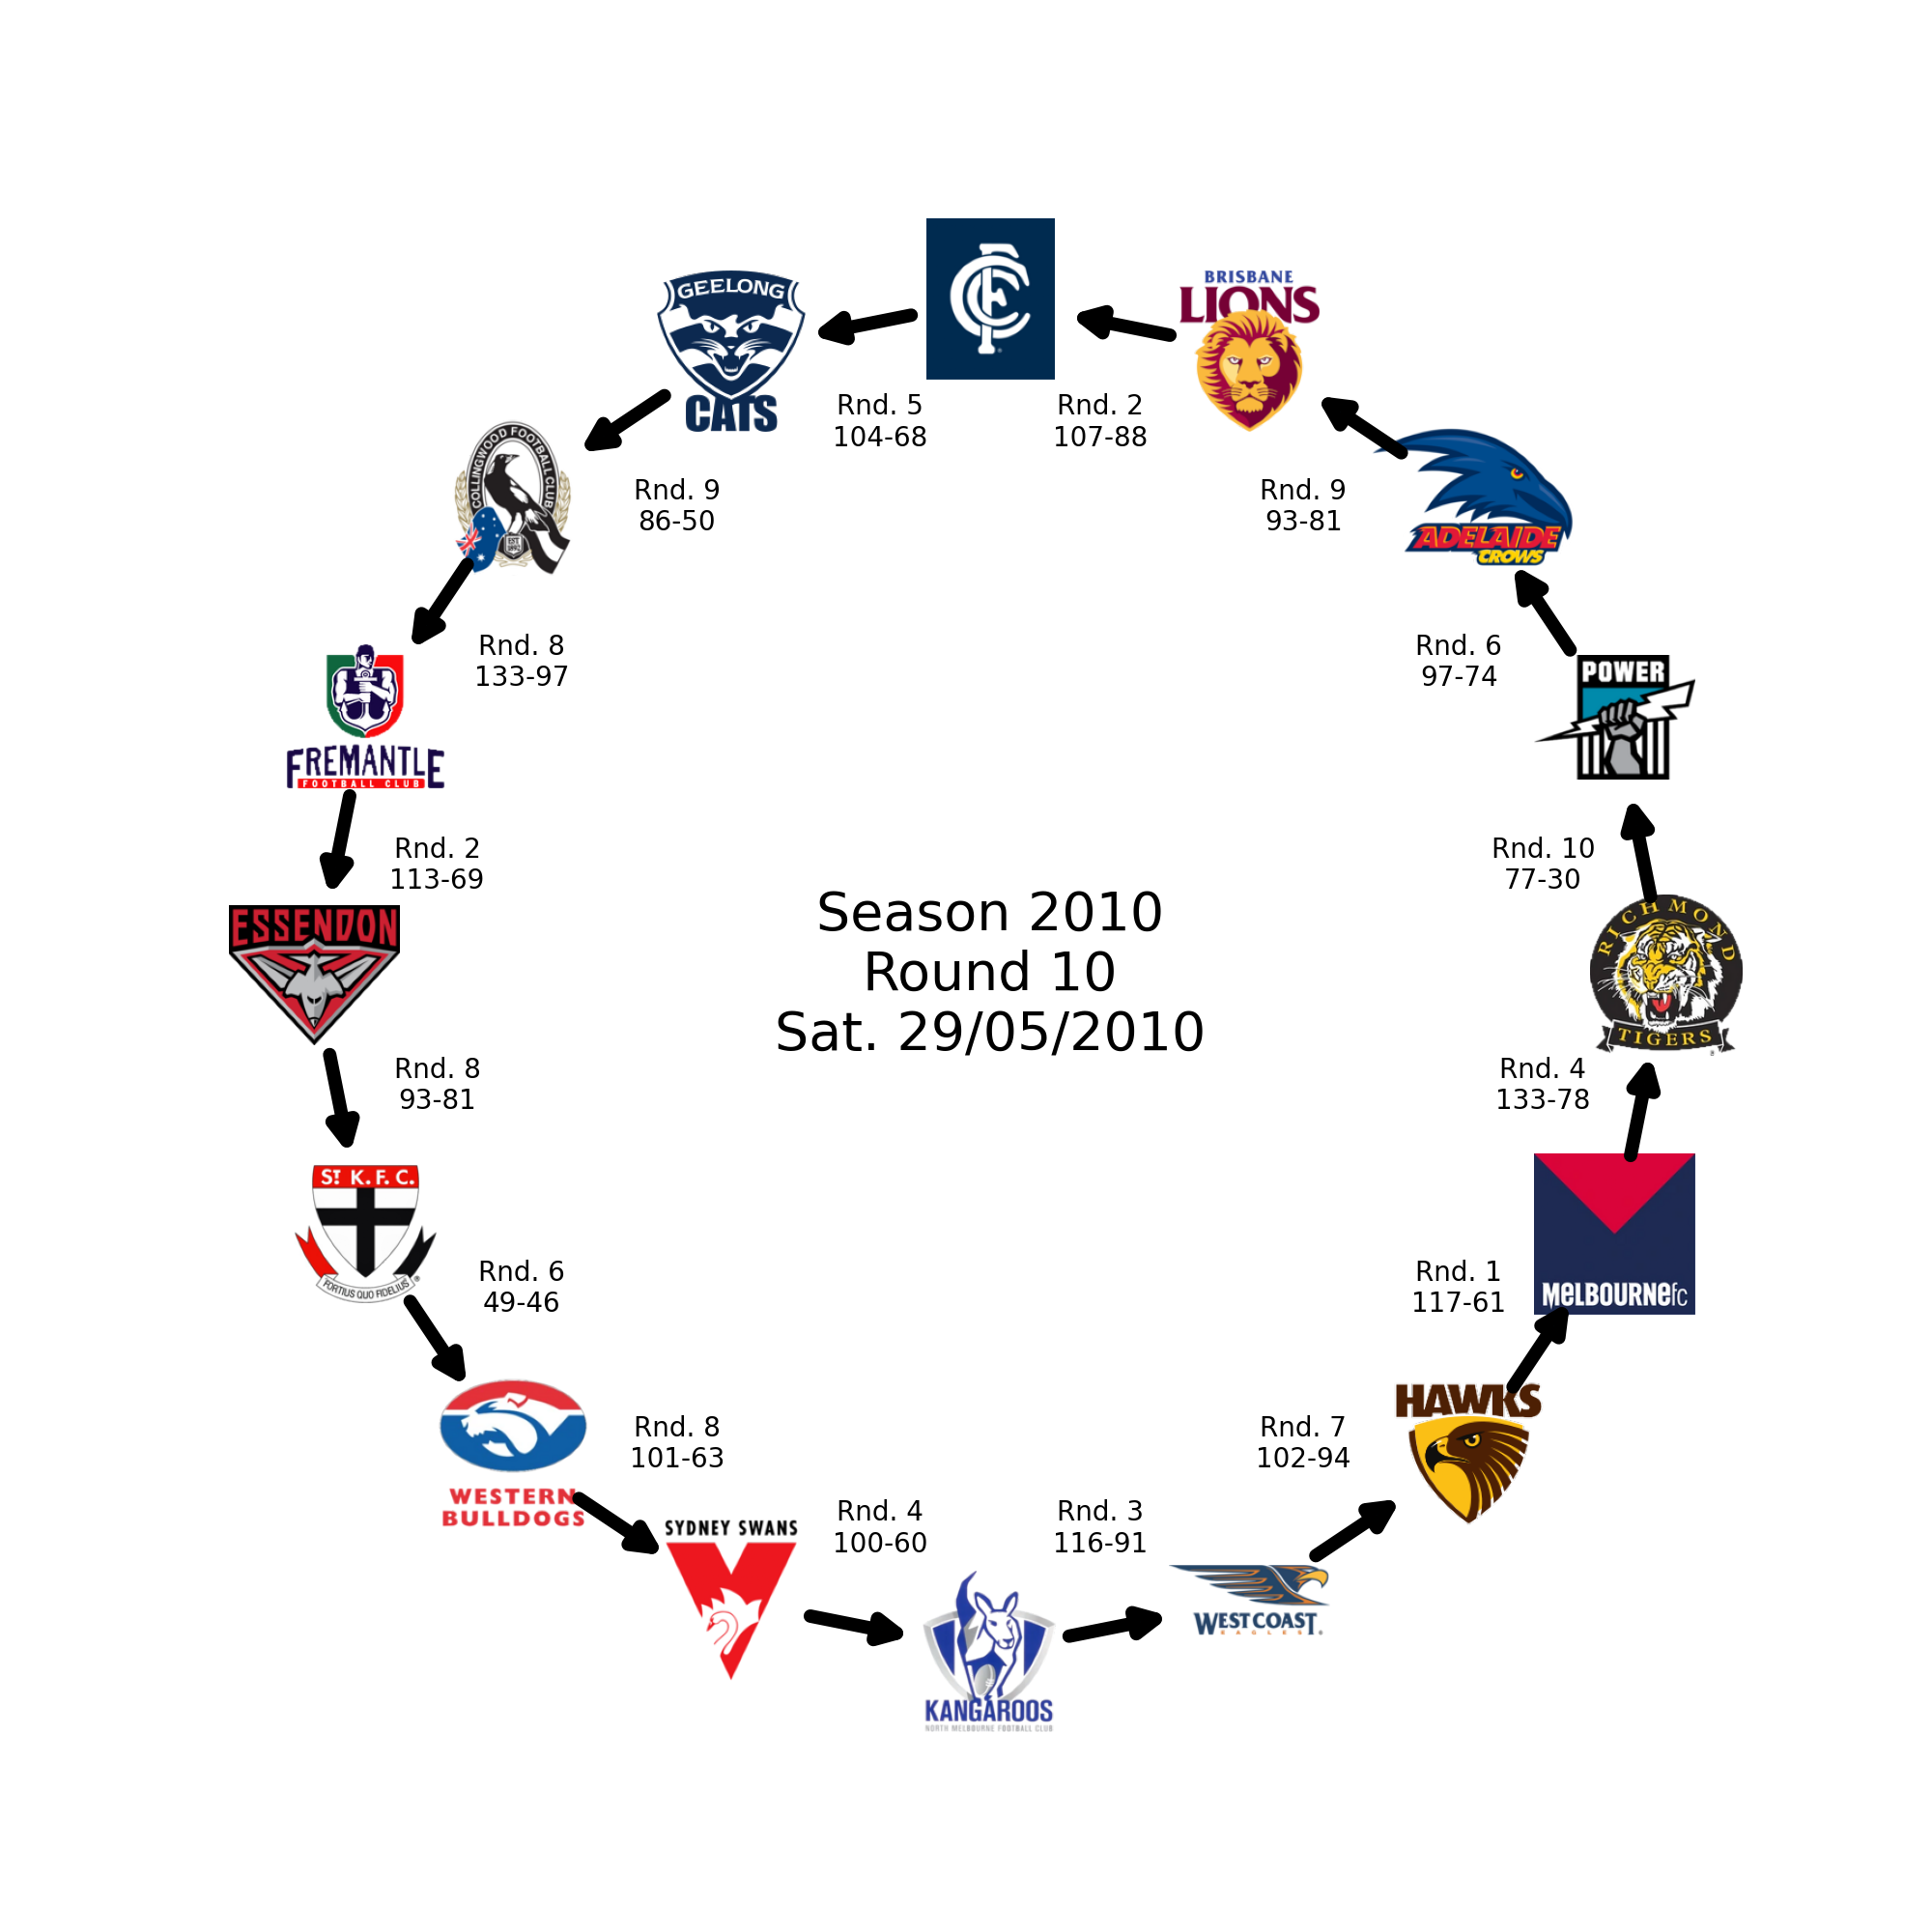 BRISBANE
LIONS
GEELONG
CATS
Rnd. 5
104-68
Rnd. 2
107-88
COLLINGWOOD FOOTBALL CLUB
EST.
1892
Rnd. 9
86-50
Rnd. 9
93-81
ADELAIDE
CROWS
Rnd. 8
133-97
Rnd. 6
97-74
POWER
FREMANTLE
FOOTBALL CLUB
Rnd. 2
113-69
Rnd. 10
77-30
ESSENDON
Season 2010
Round 10
Sat. 29/05/2010
RICHMOND
TIGERS
Rnd. 8
93-81
Rnd. 4
133-78
ST K.F.C.
FORTIUS QUO FIDELIUS
Rnd. 6
49-46
Rnd. 1
117-61
MELBOURNEfc
WESTERN
BULLDOGS
Rnd. 8
101-63
Rnd. 7
102-94
HAWKS
SYDNEY SWANS
Rnd. 4
100-60
Rnd. 3
116-91
KANGAROOS
NORTH MELBOURNE FOOTBALL CLUB
WEST COAST
EAGLES